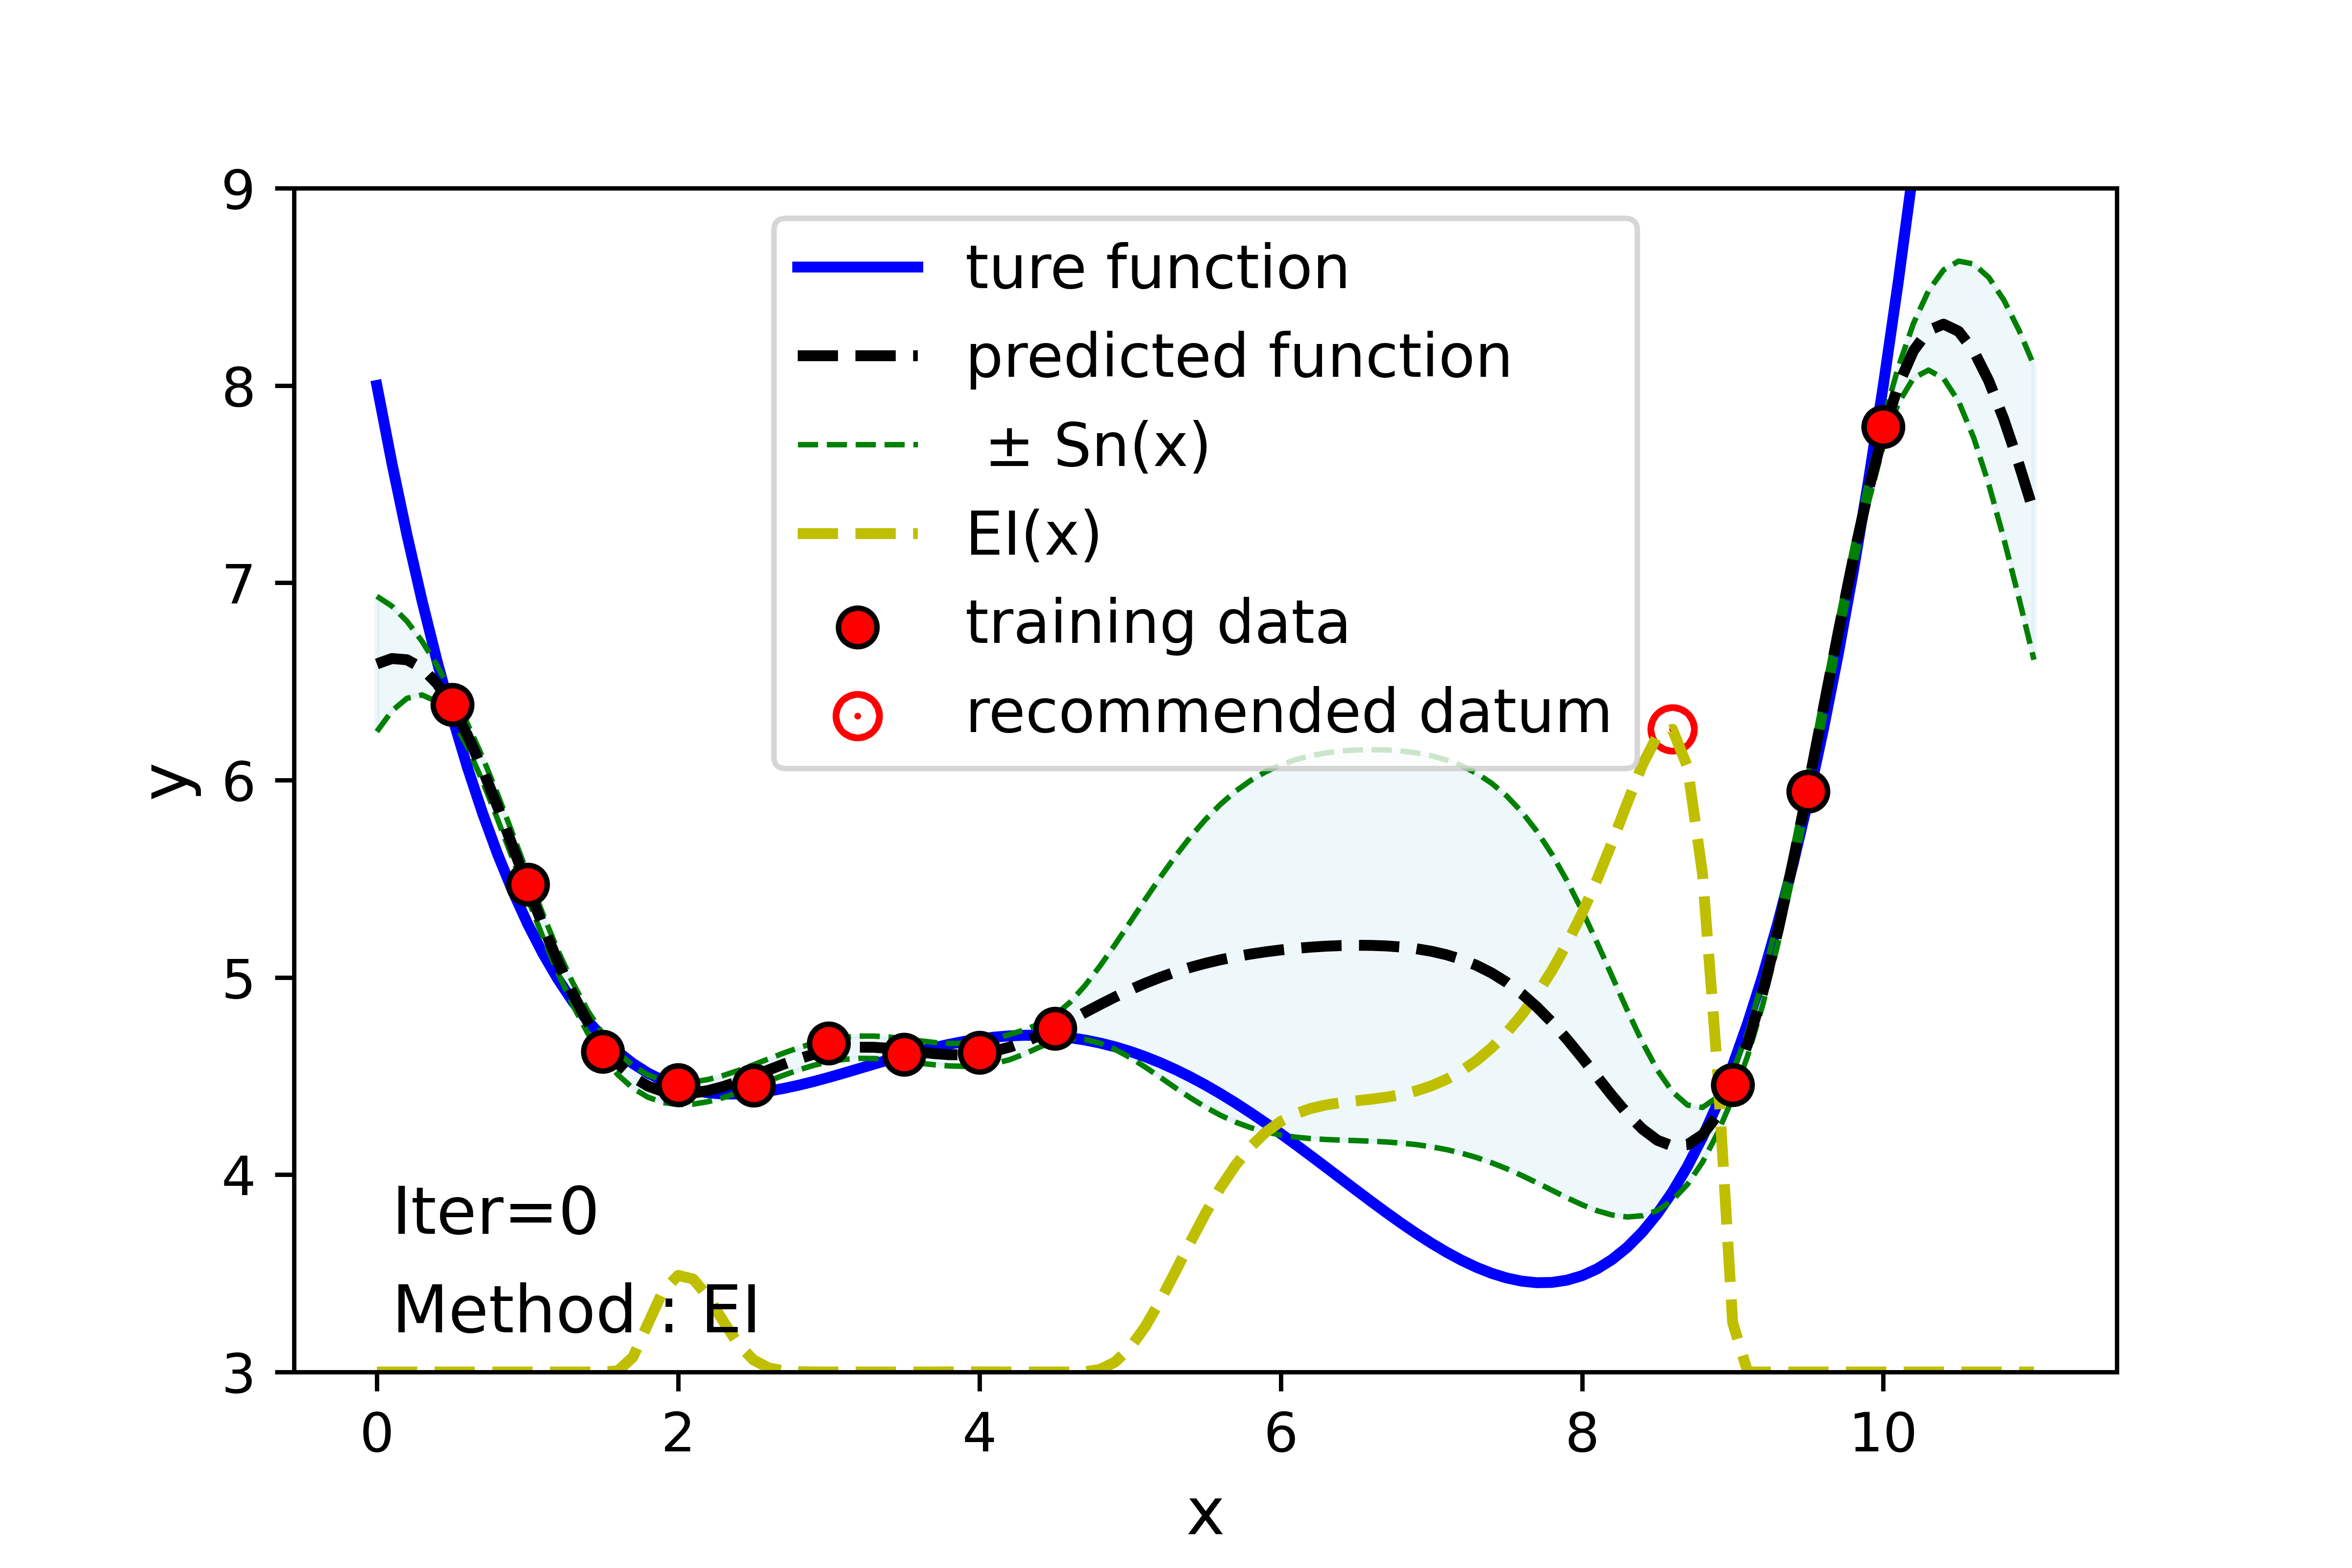 9
8
7
6
5
4
3
y
ture function
predicted function
± Sn(x)
EI(x)
training data
recommended datum
Iter=0
Method : EI
0 2 4 6 8 10
x